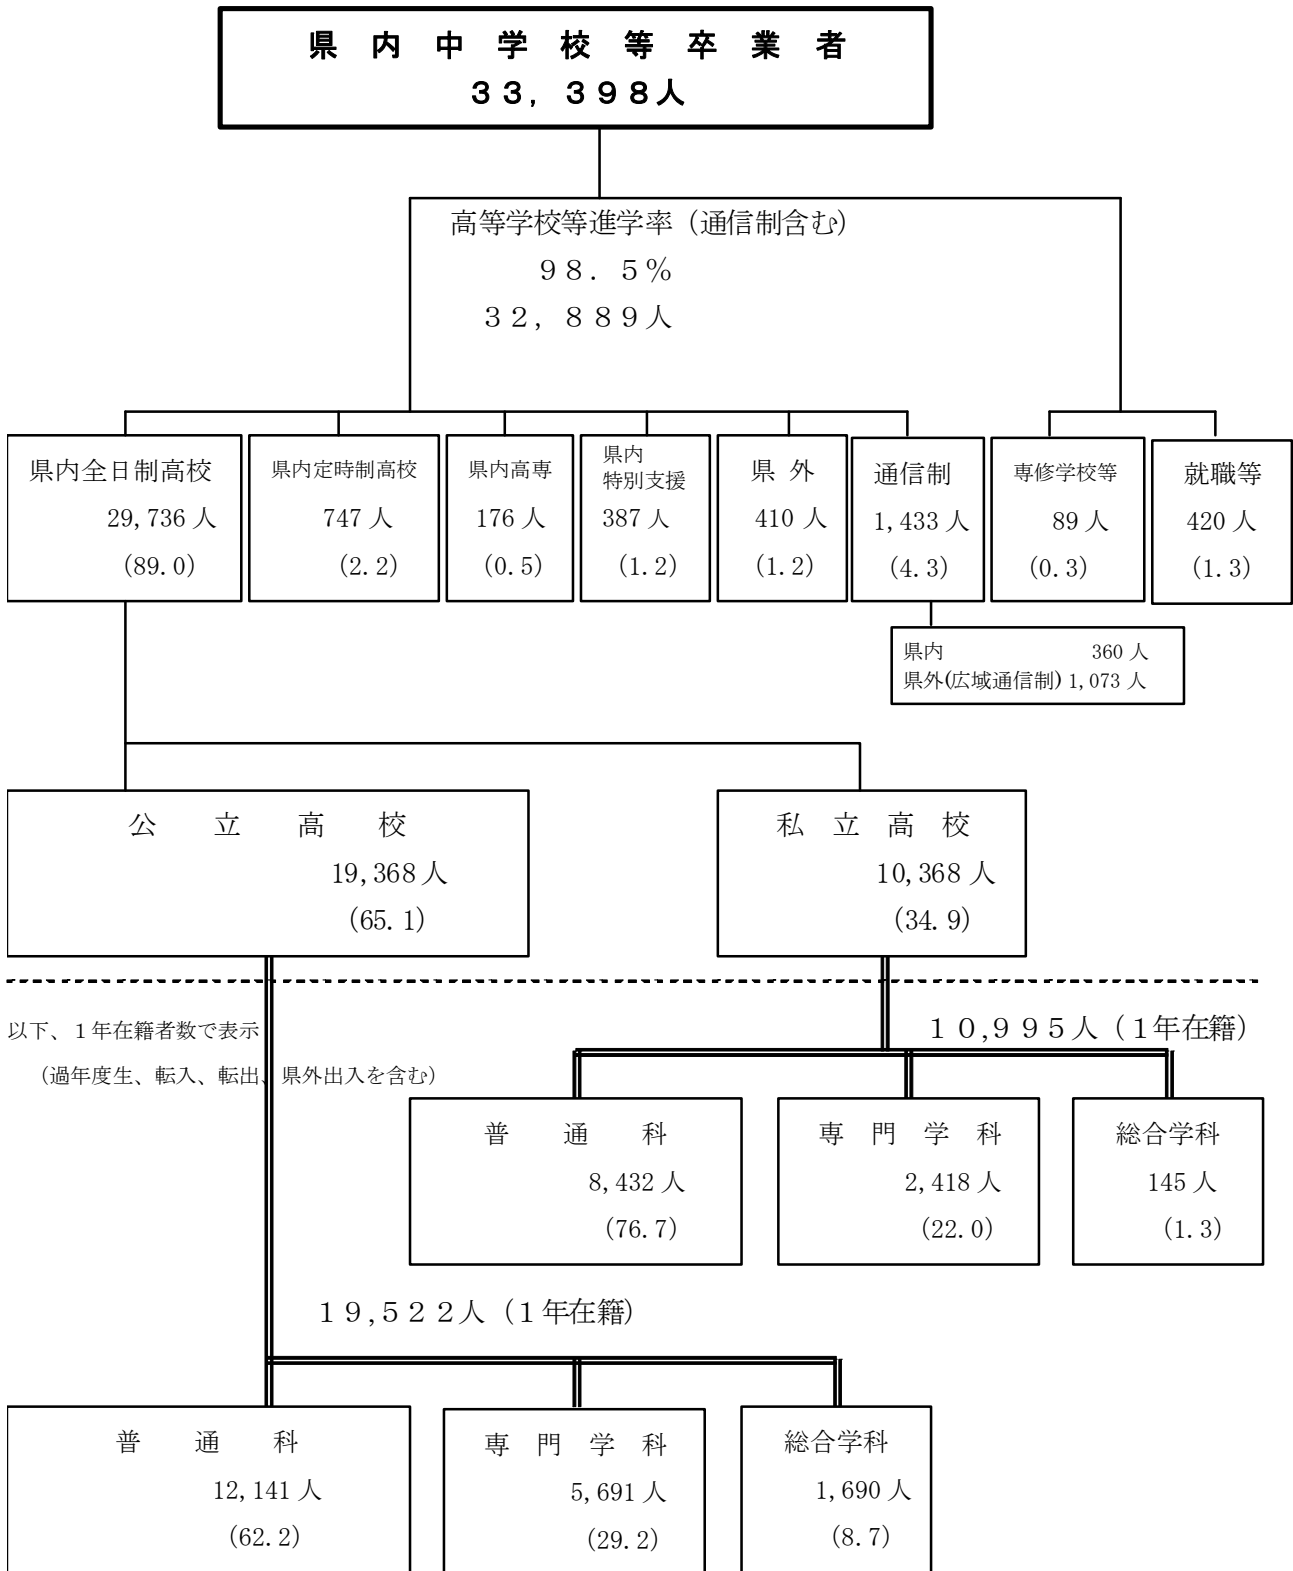 県内中学校等卒業者
３３，３９８人
高等学校等進学率（通信制含む）
９８．５％
３２，８８９人
県内全日制高校
29,736 人
(89.0)
県内定時制高校
747 人
(2.2)
県内高専
176 人
(0.5)
県内
特別支援
387 人
(1.2)
県 外
410 人
(1.2)
通信制
1,433 人
(4.3)
専修学校等
89 人
(0.3)
就職等
420 人
(1.3)
県内 360 人
県外(広域通信制) 1,073 人
公立高校
19,368 人
(65.1)
私立高校
10,368 人
(34.9)
以下、１年在籍者数で表示
（過年度生、転入、転出、県外出入を含む）
１０,９９５人（１年在籍）
普通科
8,432 人
(76.7)
専門学科
2,418 人
(22.0)
総合学科
145 人
(1.3)
１９,５２２人（１年在籍）
普通科
12,141 人
(62.2)
専門学科
5,691 人
(29.2)
総合学科
1,690 人
(8.7)